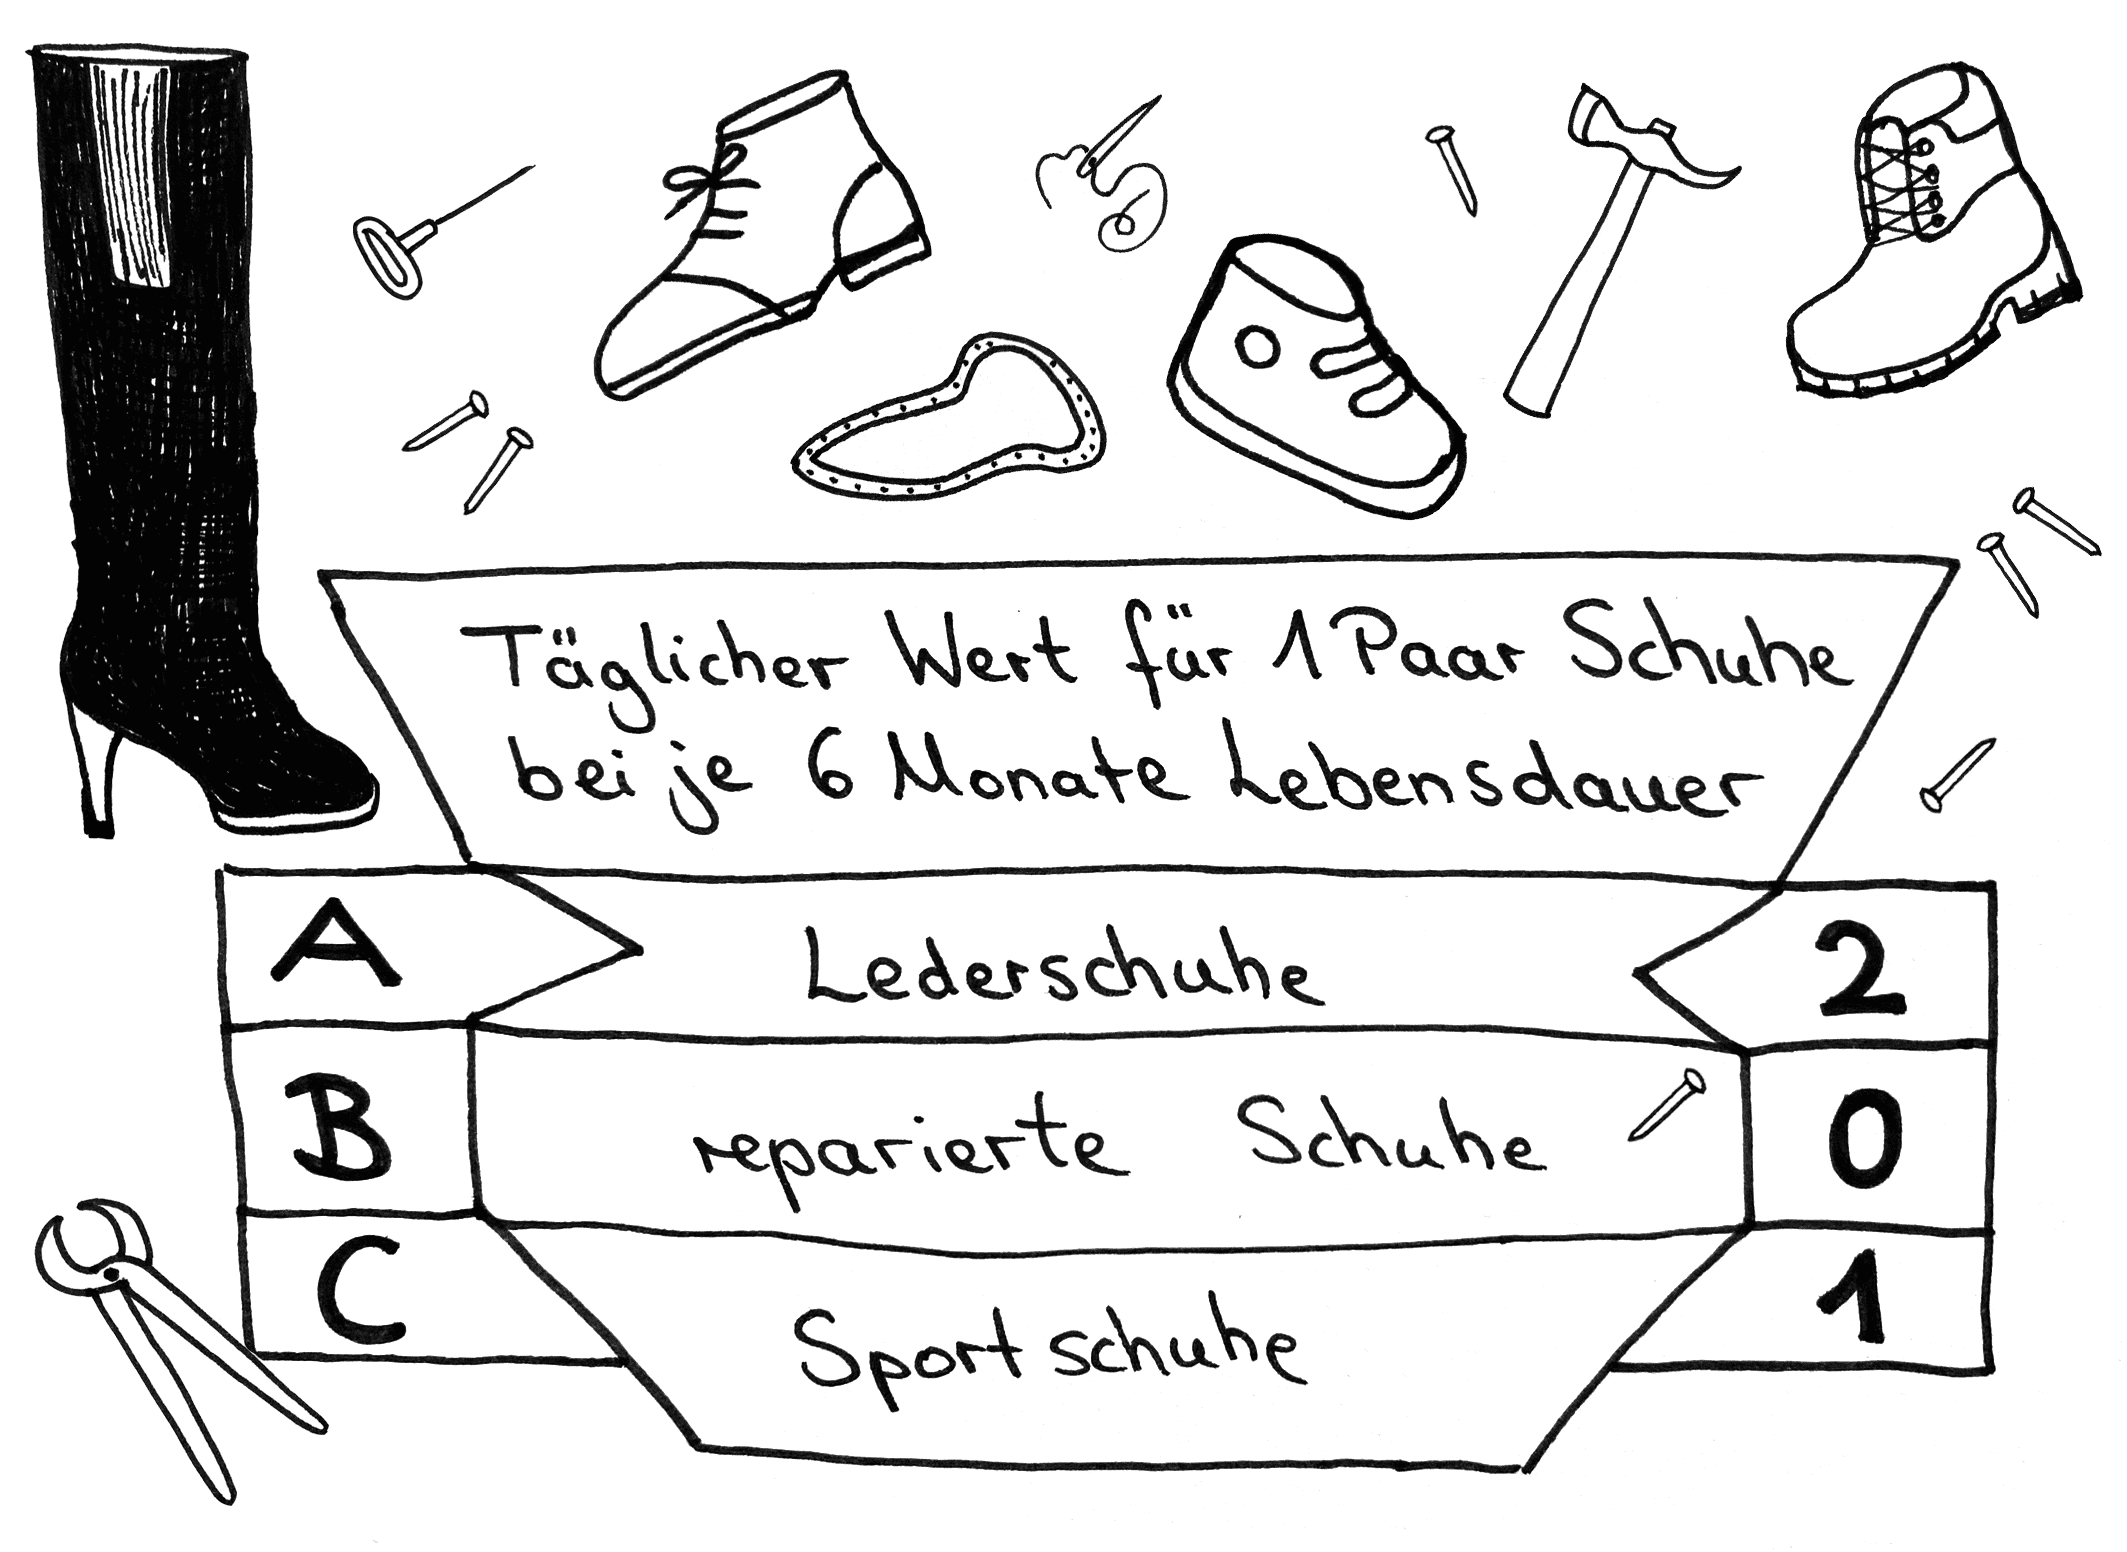 Täglicher Wert für 1 Paar Schuhe
bei je 6 Monate Lebensdauer
A Lederschuhe 2
B reparierte Schuhe 0
C Sportschuhe 1